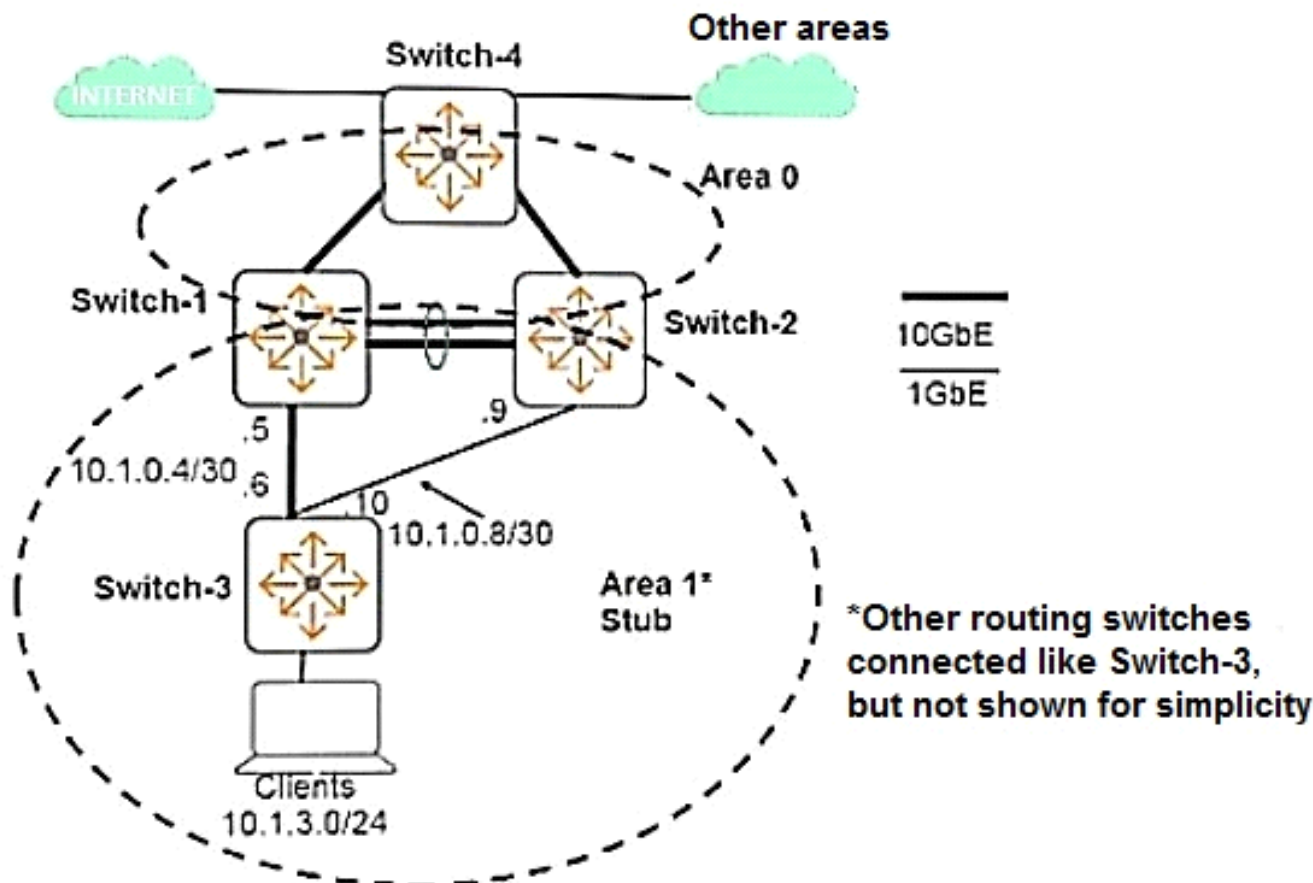 Other areas
Switch-4
INTERNET
Area 0
Switch-1
Switch-2
10GbE
1GbE
.5
.9
10.1.0.4/30
.6
.10
10.1.0.8/30
Switch-3
Area 1*
Stub
*Other routing switches
connected like Switch-3,
but not shown for simplicity
Clients
10.1.3.0/24